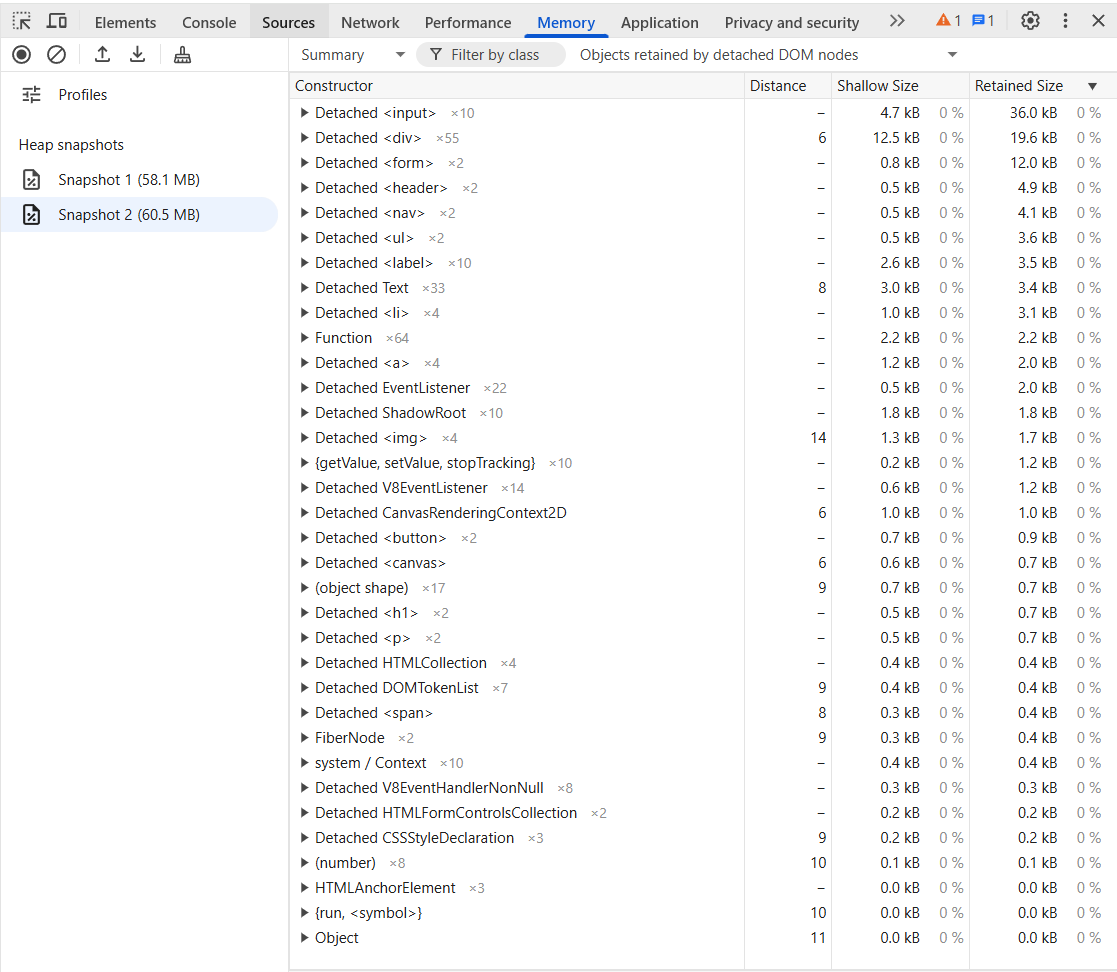 Elements Console Sources Network Performance Memory Application Privacy and security 1 1
Summary Filter by class Objects retained by detached DOM nodes
Profiles
Heap snapshots
Snapshot 1 (58.1 MB)
Snapshot 2 (60.5 MB)
Constructor Distance Shallow Size Retained Size ▼
Detached <input> ×10 – 4.7 kB 0 % 36.0 kB 0 %
Detached <div> ×55 6 12.5 kB 0 % 19.6 kB 0 %
Detached <form> ×2 – 0.8 kB 0 % 12.0 kB 0 %
Detached <header> ×2 – 0.5 kB 0 % 4.9 kB 0 %
Detached <nav> ×2 – 0.5 kB 0 % 4.1 kB 0 %
Detached <ul> ×2 – 0.5 kB 0 % 3.6 kB 0 %
Detached <label> ×10 – 2.6 kB 0 % 3.5 kB 0 %
Detached Text ×33 8 3.0 kB 0 % 3.4 kB 0 %
Detached <li> ×4 – 1.0 kB 0 % 3.1 kB 0 %
Function ×64 – 2.2 kB 0 % 2.2 kB 0 %
Detached <a> ×4 – 1.2 kB 0 % 2.0 kB 0 %
Detached EventListener ×22 – 0.5 kB 0 % 2.0 kB 0 %
Detached ShadowRoot ×10 – 1.8 kB 0 % 1.8 kB 0 %
Detached <img> ×4 14 1.3 kB 0 % 1.7 kB 0 %
{getValue, setValue, stopTracking} ×10 – 0.2 kB 0 % 1.2 kB 0 %
Detached V8EventListener ×14 – 0.6 kB 0 % 1.2 kB 0 %
Detached CanvasRenderingContext2D 6 1.0 kB 0 % 1.0 kB 0 %
Detached <button> ×2 – 0.7 kB 0 % 0.9 kB 0 %
Detached <canvas> 6 0.6 kB 0 % 0.7 kB 0 %
(object shape) ×17 9 0.7 kB 0 % 0.7 kB 0 %
Detached <h1> ×2 – 0.5 kB 0 % 0.7 kB 0 %
Detached <p> ×2 – 0.5 kB 0 % 0.7 kB 0 %
Detached HTMLCollection ×4 – 0.4 kB 0 % 0.4 kB 0 %
Detached DOMTokenList ×7 9 0.4 kB 0 % 0.4 kB 0 %
Detached <span> 8 0.3 kB 0 % 0.4 kB 0 %
FiberNode ×2 9 0.3 kB 0 % 0.4 kB 0 %
system / Context ×10 – 0.4 kB 0 % 0.4 kB 0 %
Detached V8EventHandlerNonNull ×8 – 0.3 kB 0 % 0.3 kB 0 %
Detached HTMLFormControlsCollection ×2 – 0.2 kB 0 % 0.2 kB 0 %
Detached CSSStyleDeclaration ×3 9 0.2 kB 0 % 0.2 kB 0 %
(number) ×8 10 0.1 kB 0 % 0.1 kB 0 %
HTMLAnchorElement ×3 – 0.0 kB 0 % 0.0 kB 0 %
{run, <symbol>} 10 0.0 kB 0 % 0.0 kB 0 %
Object 11 0.0 kB 0 % 0.0 kB 0 %